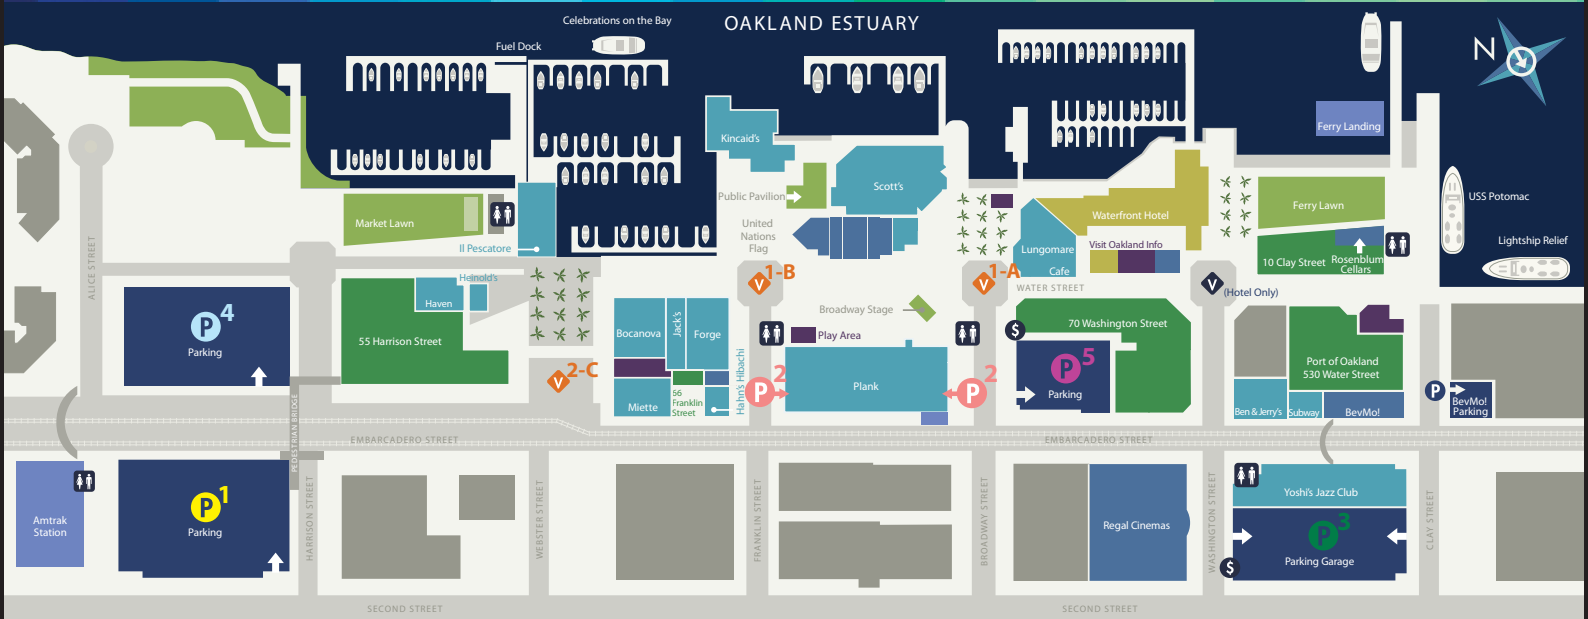 Celebrations on the Bay
OAKLAND ESTUARY
Fuel Dock
N
Ferry Landing
Kincaid's
Scott's
Public Pavilion
USS Potomac
Market Lawn
Il Pescatore
United
Nations
Flag
Waterfront Hotel
Ferry Lawn
Lungomare
Cafe
Visit Oakland Info
10 Clay Street
Rosenblum
Cellars
Lightship Relief
ALICE STREET
Heinold's
Haven
V
1-B
V
1-A
WATER STREET
V
(Hotel Only)
P
4
Parking
55 Harrison Street
Bocanova
Jack's
Forge
Broadway Stage
Play Area
$
70 Washington Street
Port of Oakland
530 Water Street
V
2-C
Miette
66
Franklin
Street
Hahn's Hibachi
P
2
Plank
P
2
P
5
Parking
Ben & Jerry's
Subway
BevMo!
P
BevMo!
Parking
PEDESTRIAN BRIDGE
EMBARCADERO STREET
EMBARCADERO STREET
Amtrak
Station
P
1
Parking
HARRISON STREET
WEBSTER STREET
FRANKLIN STREET
BROADWAY STREET
Regal Cinemas
WASHINGTON STREET
Yoshi's Jazz Club
P
3
Parking Garage
$
CLAY STREET
SECOND STREET
SECOND STREET